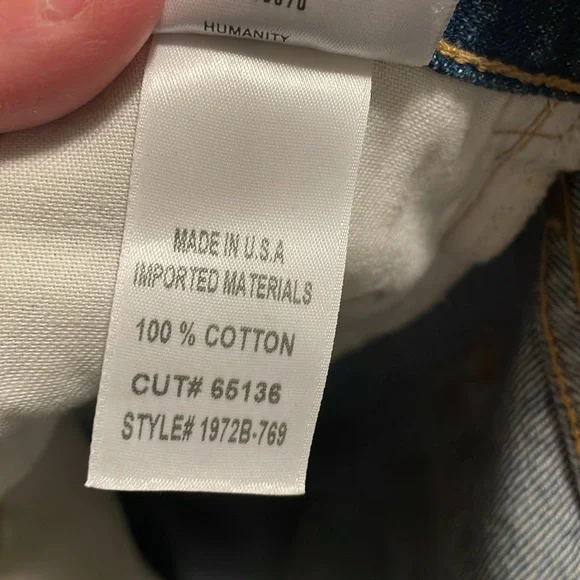 HUMANITY
MADE IN U.S.A
IMPORTED MATERIALS
100 % COTTON
CUT# 65136
STYLE# 1972B-769